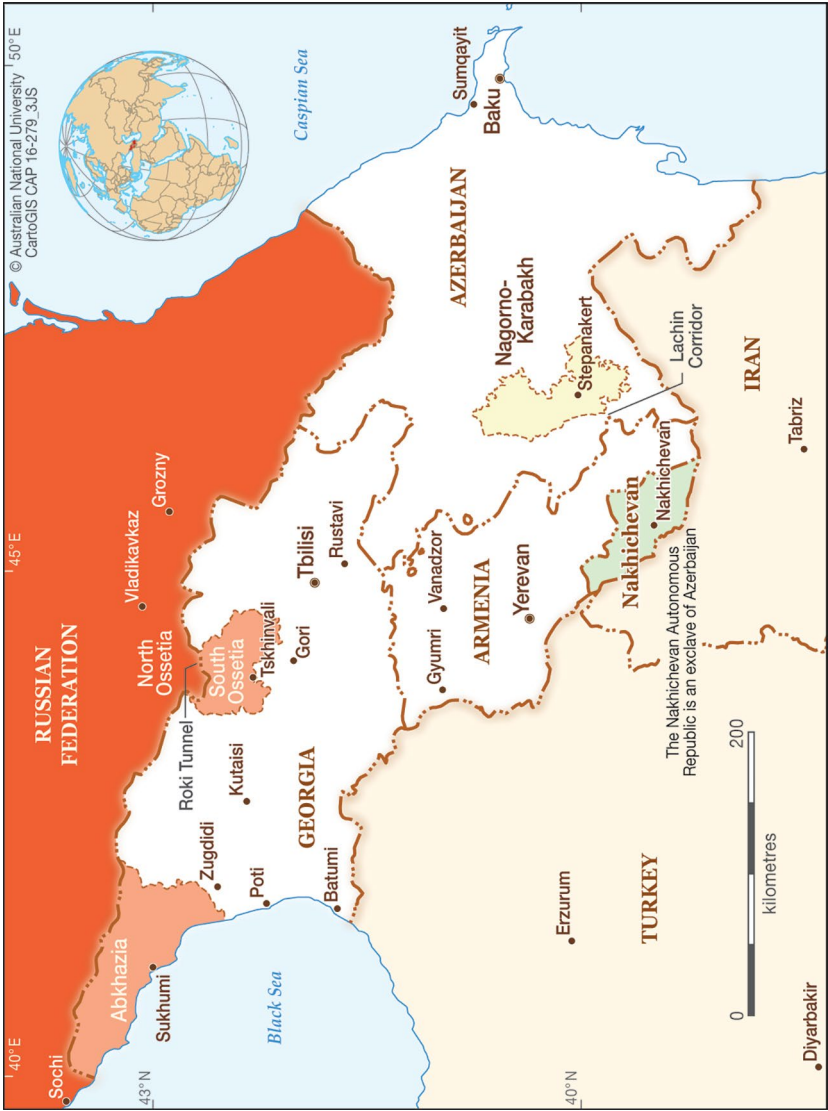 40°E
45°E
50°E
© Australian National University
CartoGIS CAP 16-279_3JS
RUSSIAN
FEDERATION
Sochi
Vladikavkaz
Grozny
North
Ossetia
Abkhazia
43°N
Sukhumi
Roki Tunnel
South
Ossetia
Tskhinvali
Zugdidi
Kutaisi
Gori
Tbilisi
Rustavi
Poti
GEORGIA
Batumi
Black Sea
Caspian Sea
Gyumri
Vanadzor
ARMENIA
Yerevan
AZERBAIJAN
Sumqayit
Baku
Nagorno-
Karabakh
Stepanakert
40°N
Erzurum
TURKEY
Nakhichevan
Nakhichevan
The Nakhichevan Autonomous
Republic is an exclave of Azerbaijan
Lachin
Corridor
IRAN
Tabriz
0
200
kilometres
Diyarbakir